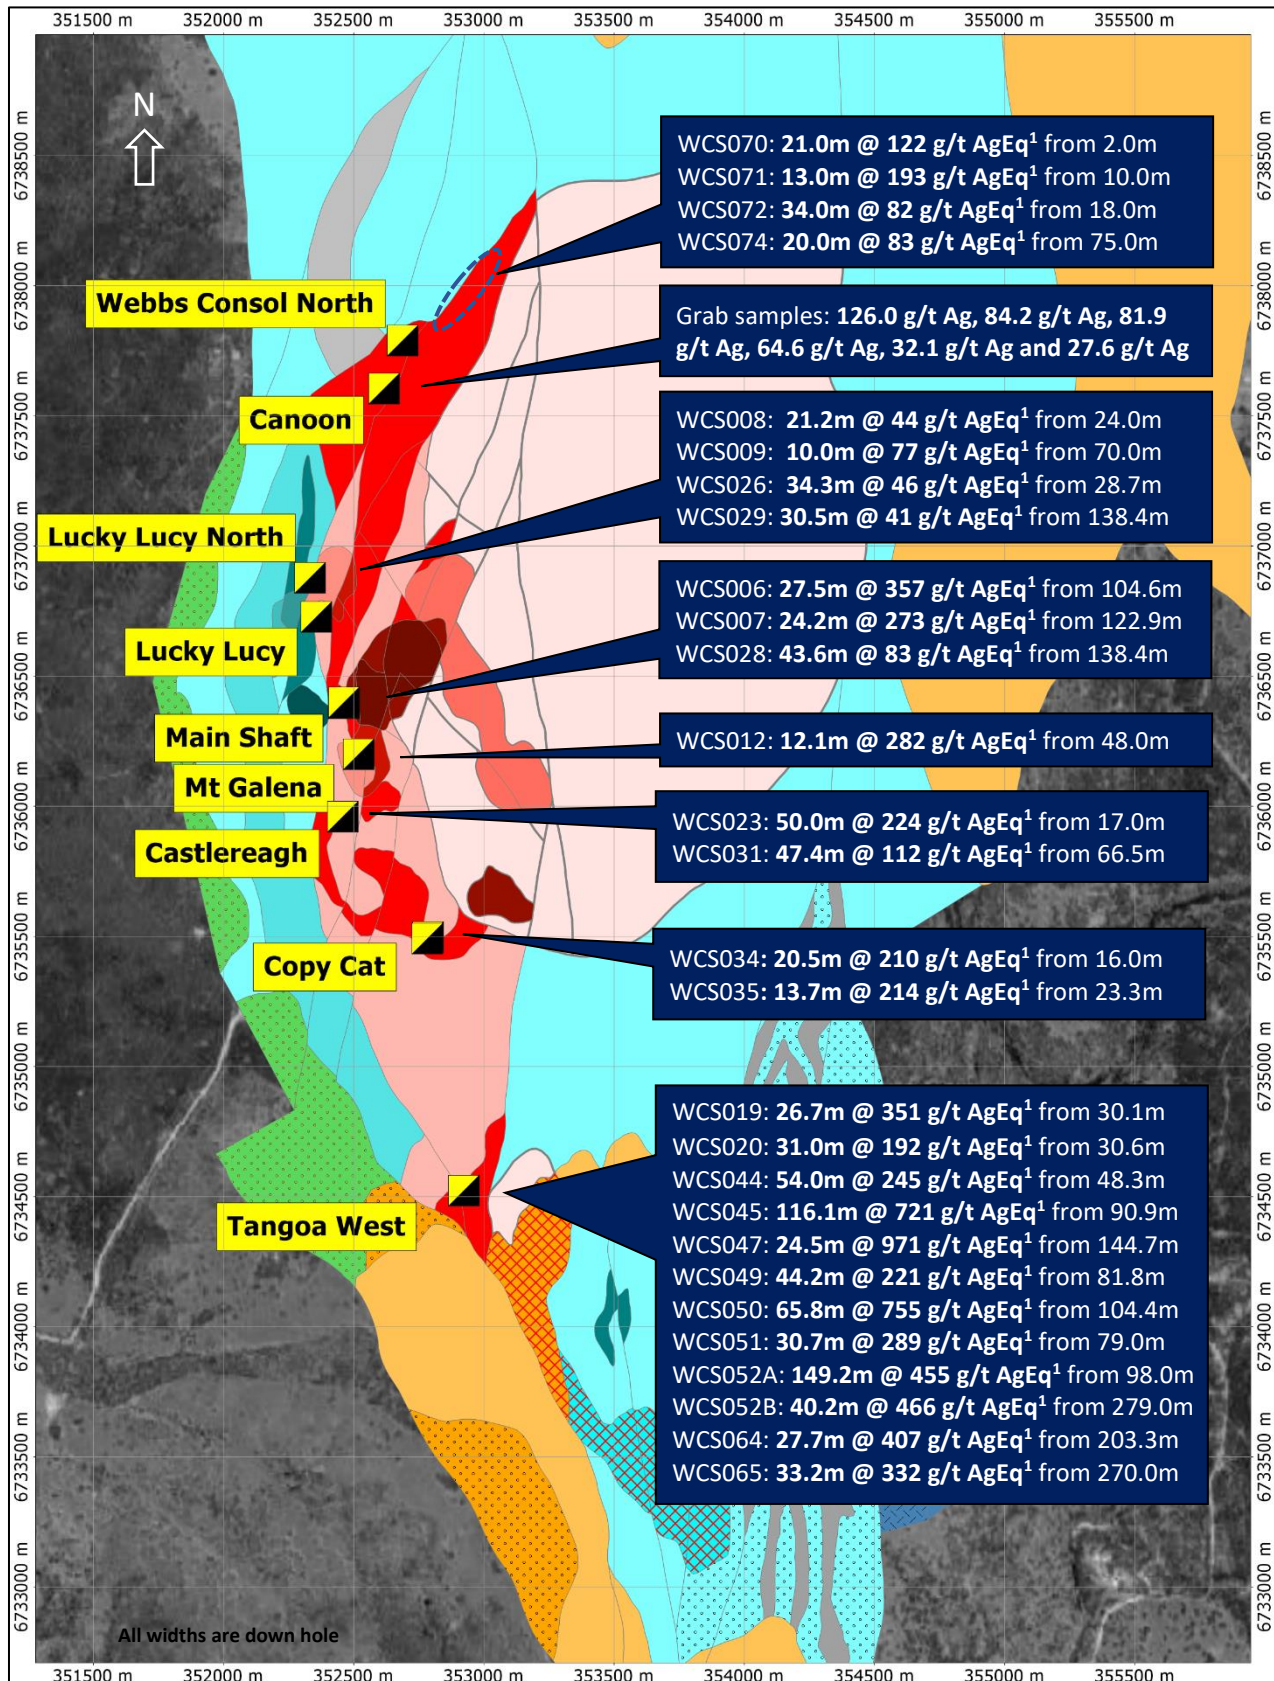 351500 m 352000 m 352500 m 353000 m 353500 m 354000 m 354500 m 355000 m 355500 m
N
6738500 m 6738500 m
WCS070: 21.0m @ 122 g/t AgEq¹ from 2.0m
WCS071: 13.0m @ 193 g/t AgEq¹ from 10.0m
WCS072: 34.0m @ 82 g/t AgEq¹ from 18.0m
WCS074: 20.0m @ 83 g/t AgEq¹ from 75.0m
6738000 m 6738000 m
Webbs Consol North
Grab samples: 126.0 g/t Ag, 84.2 g/t Ag, 81.9
g/t Ag, 64.6 g/t Ag, 32.1 g/t Ag and 27.6 g/t Ag
6737500 m 6737500 m
Canoon
WCS008: 21.2m @ 44 g/t AgEq¹ from 24.0m
WCS009: 10.0m @ 77 g/t AgEq¹ from 70.0m
WCS026: 34.3m @ 46 g/t AgEq¹ from 28.7m
WCS029: 30.5m @ 41 g/t AgEq¹ from 138.4m
Lucky Lucy North
6737000 m 6737000 m
WCS006: 27.5m @ 357 g/t AgEq¹ from 104.6m
WCS007: 24.2m @ 273 g/t AgEq¹ from 122.9m
WCS028: 43.6m @ 83 g/t AgEq¹ from 138.4m
Lucky Lucy
6736500 m 6736500 m
Main Shaft
WCS012: 12.1m @ 282 g/t AgEq¹ from 48.0m
Mt Galena
6736000 m 6736000 m
WCS023: 50.0m @ 224 g/t AgEq¹ from 17.0m
WCS031: 47.4m @ 112 g/t AgEq¹ from 66.5m
Castlereagh
6735500 m 6735500 m
Copy Cat
WCS034: 20.5m @ 210 g/t AgEq¹ from 16.0m
WCS035: 13.7m @ 214 g/t AgEq¹ from 23.3m
6735000 m 6735000 m
WCS019: 26.7m @ 351 g/t AgEq¹ from 30.1m
WCS020: 31.0m @ 192 g/t AgEq¹ from 30.6m
WCS044: 54.0m @ 245 g/t AgEq¹ from 48.3m
WCS045: 116.1m @ 721 g/t AgEq¹ from 90.9m
WCS047: 24.5m @ 971 g/t AgEq¹ from 144.7m
WCS049: 44.2m @ 221 g/t AgEq¹ from 81.8m
WCS050: 65.8m @ 755 g/t AgEq¹ from 104.4m
WCS051: 30.7m @ 289 g/t AgEq¹ from 79.0m
WCS052A: 149.2m @ 455 g/t AgEq¹ from 98.0m
WCS052B: 40.2m @ 466 g/t AgEq¹ from 279.0m
WCS064: 27.7m @ 407 g/t AgEq¹ from 203.3m
WCS065: 33.2m @ 332 g/t AgEq¹ from 270.0m
6734500 m 6734500 m
Tangoa West
6734000 m 6734000 m
6733500 m 6733500 m
6733000 m 6733000 m
All widths are down hole
351500 m 352000 m 352500 m 353000 m 353500 m 354000 m 354500 m 355000 m 355500 m